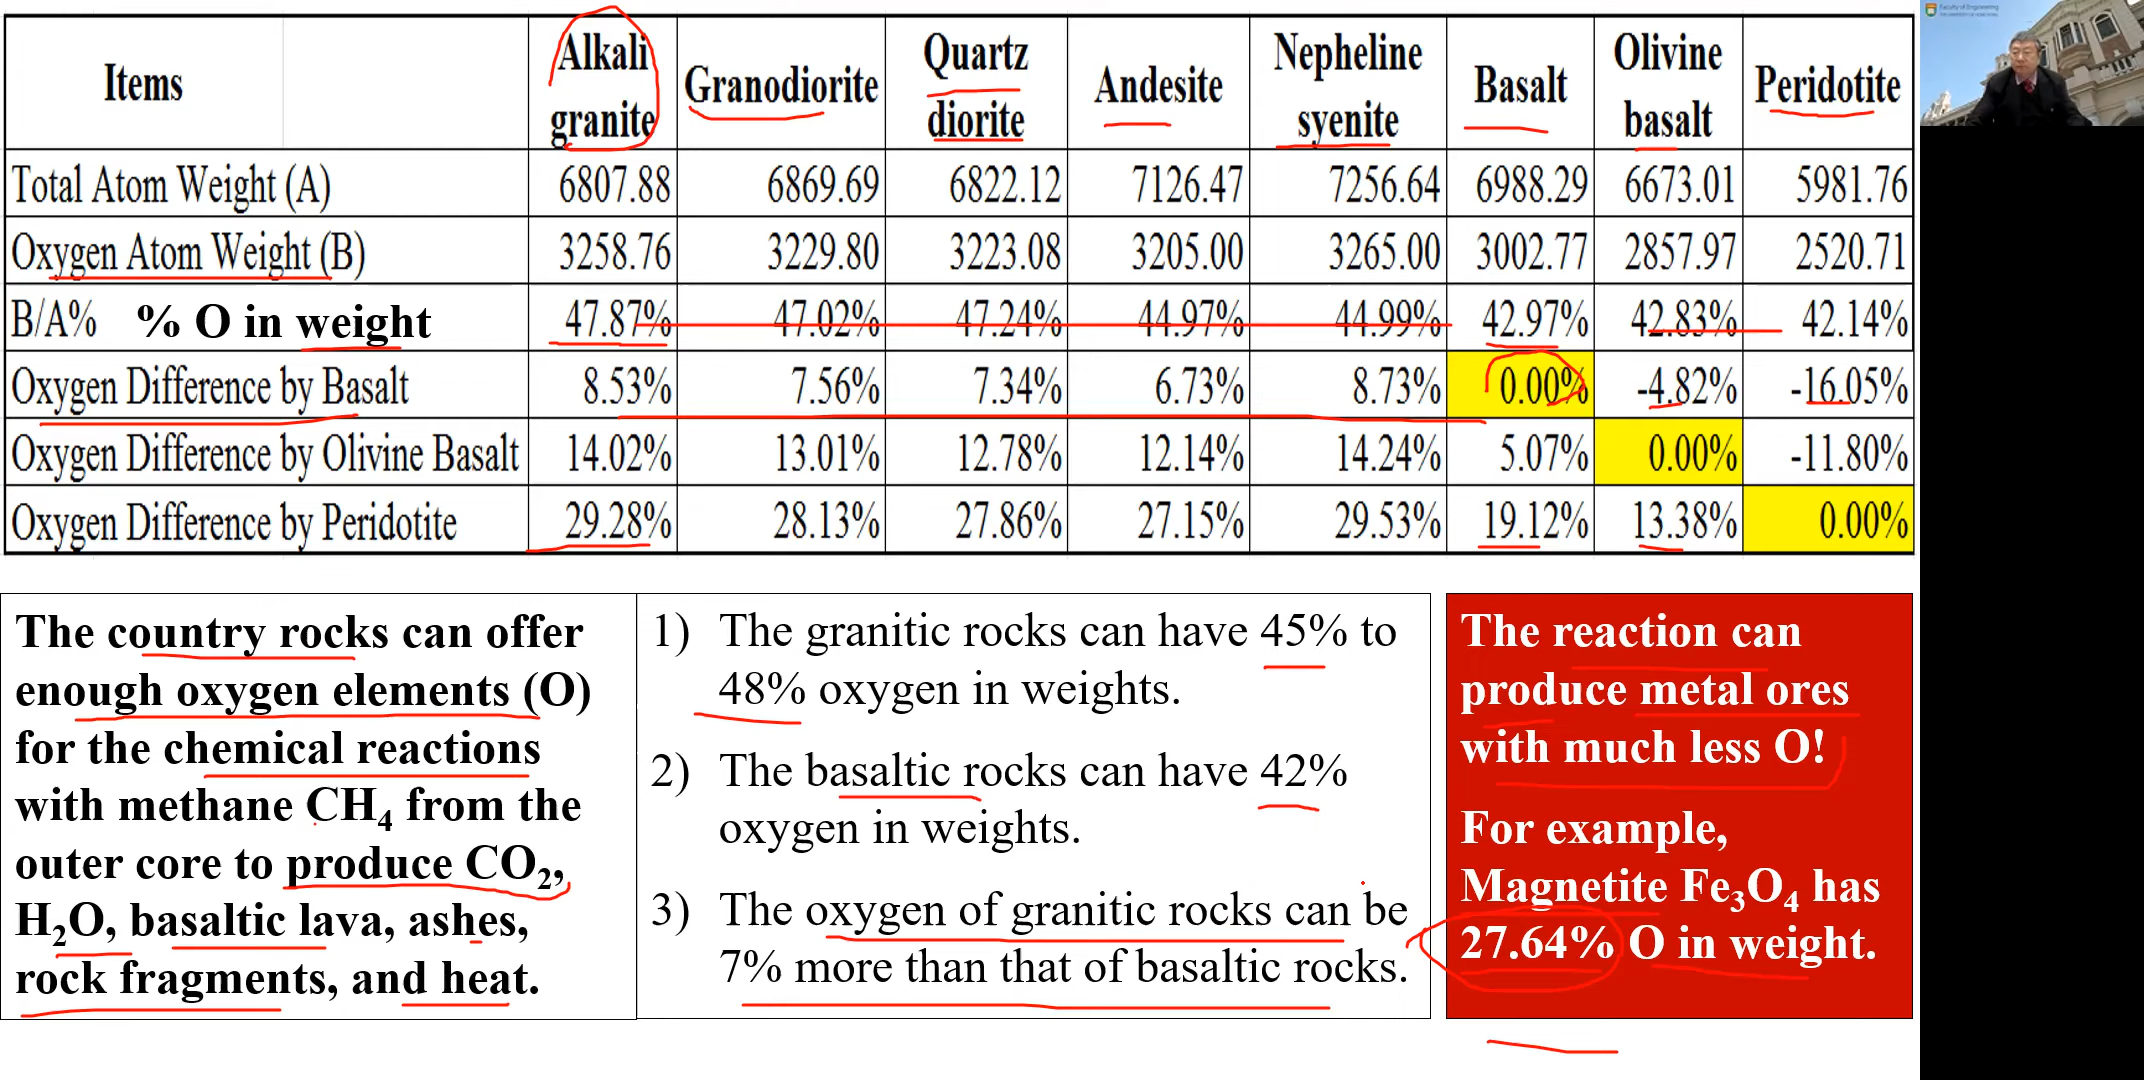 Items
Alkali granite
Granodiorite
Quartz diorite
Andesite
Nepheline syenite
Basalt
Olivine basalt
Peridotite
Total Atom Weight (A) 6807.88 6869.69 6822.12 7126.47 7256.64 6988.29 6673.01 5981.76
Oxygen Atom Weight (B) 3258.76 3229.80 3223.08 3205.00 3265.00 3002.77 2857.97 2520.71
B/A% % O in weight 47.87% 47.02% 47.24% 44.97% 44.99% 42.97% 42.83% 42.14%
Oxygen Difference by Basalt 8.53% 7.56% 7.34% 6.73% 8.73% 0.00% -4.82% -16.05%
Oxygen Difference by Olivine Basalt 14.02% 13.01% 12.78% 12.14% 14.24% 5.07% 0.00% -11.80%
Oxygen Difference by Peridotite 29.28% 28.13% 27.86% 27.15% 29.53% 19.12% 13.38% 0.00%
The country rocks can offer
enough oxygen elements (O)
for the chemical reactions
with methane CH₄ from the
outer core to produce CO₂,
H₂O, basaltic lava, ashes,
rock fragments, and heat.
1) The granitic rocks can have 45% to
48% oxygen in weights.
2) The basaltic rocks can have 42%
oxygen in weights.
3) The oxygen of granitic rocks can be
7% more than that of basaltic rocks.
The reaction can
produce metal ores
with much less O!
For example,
Magnetite Fe₃O₄ has
27.64% O in weight.
Faculty of Engineering